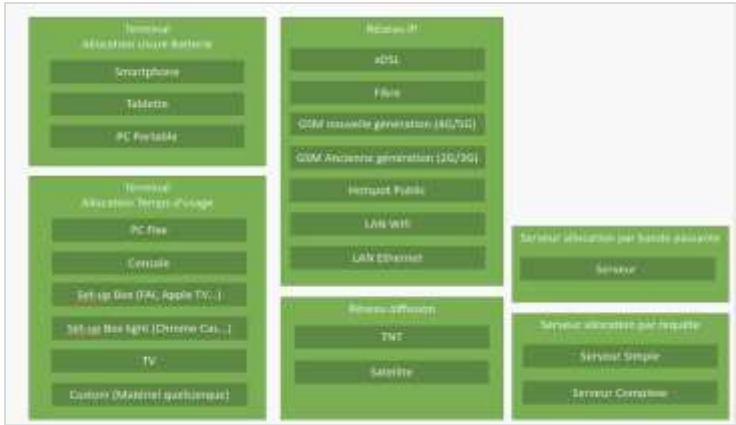 Terminal
Allocation Usure Batterie
Smartphone
Tablette
PC Portable
Terminal
Allocation Temps d'usage
PC fixe
Console
Set-up Box (FAI, Apple TV...)
Set-up Box light (Chrome Cas...)
TV
Custom (Matériel quelconque)
Réseau IP
xDSL
Fibre
GSM nouvelle génération (4G/5G)
GSM Ancienne génération (2G/3G)
Hotspot Public
LAN Wifi
LAN Ethernet
Réseau diffusion
TNT
Satellite
Serveur allocation par bande passante
Serveur
Serveur allocation par requête
Serveur Simple
Serveur Complexe